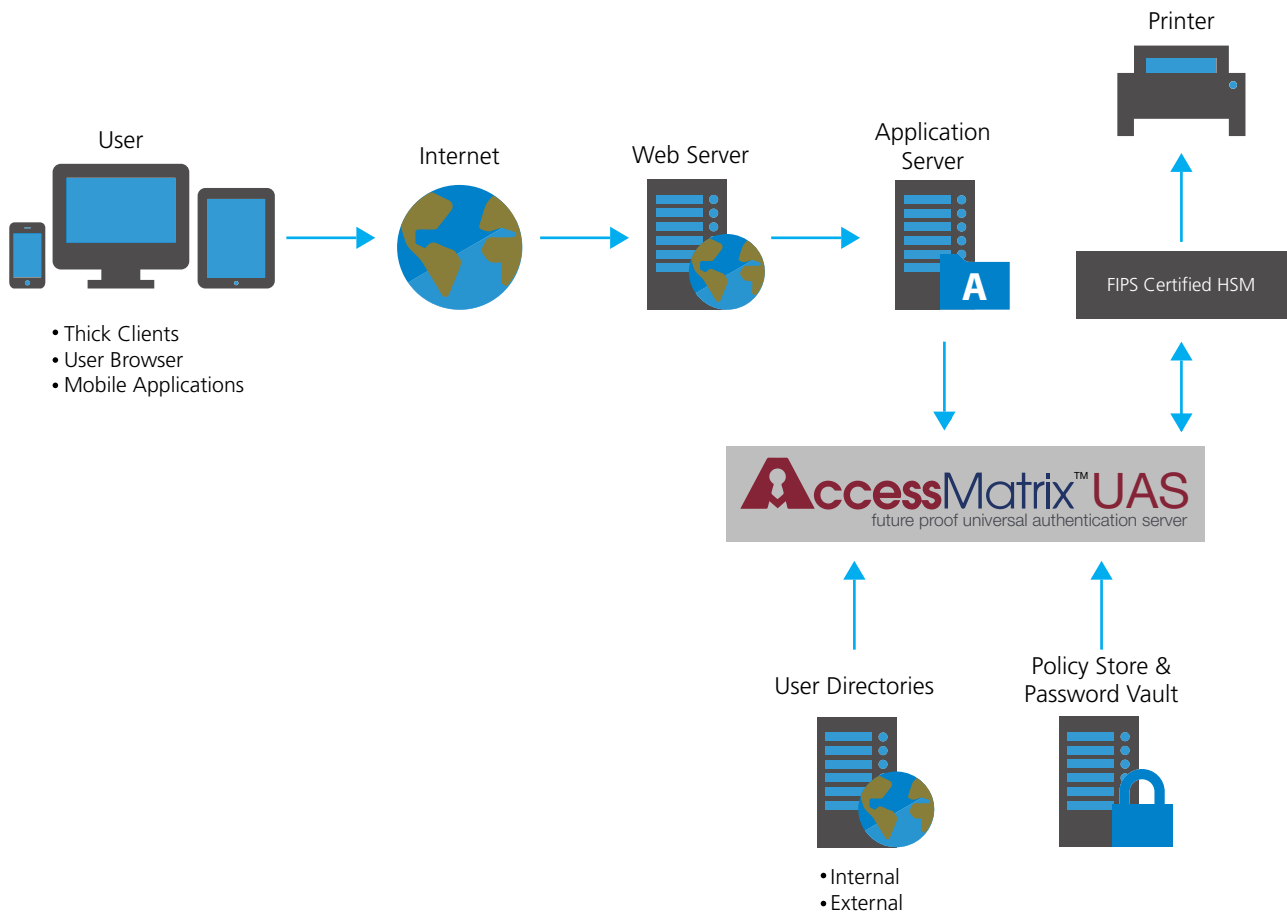 Printer
User
Internet
Web Server
Application
Server
A
FIPS Certified HSM
• Thick Clients
• User Browser
• Mobile Applications
AccessMatrix™ UAS
future proof universal authentication server
User Directories
Policy Store &
Password Vault
• Internal
• External